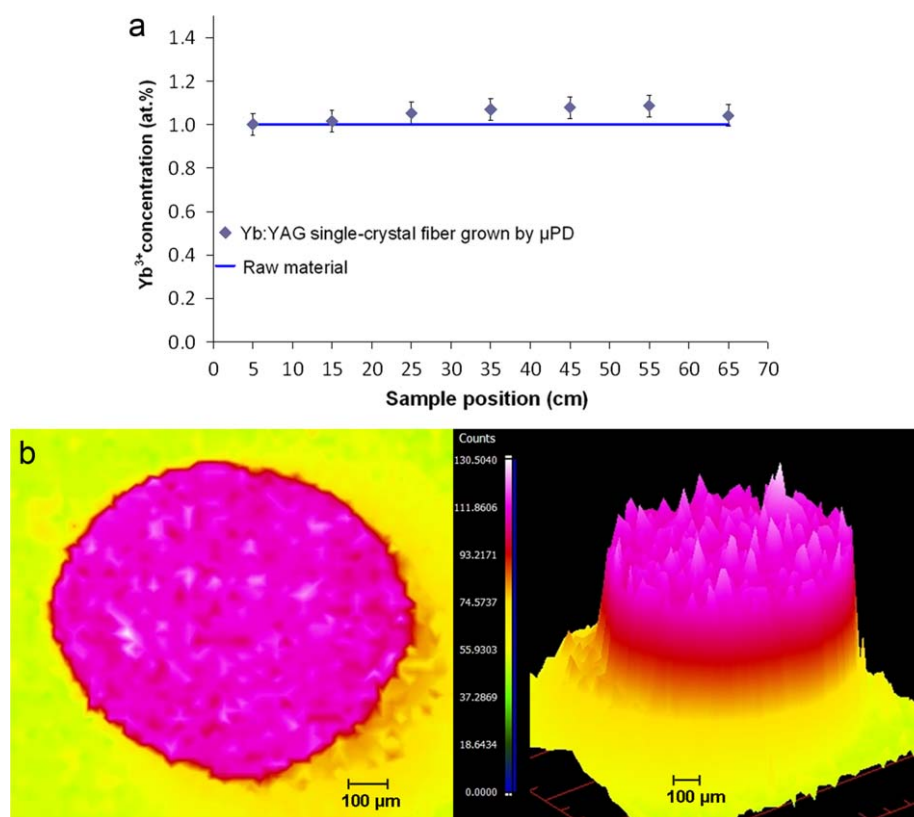 a
1.4
1.2
1.0
0.8
0.6
0.4
0.2
0.0
Yb3+concentration (at.%)
Yb:YAG single-crystal fiber grown by µPD
Raw material
0 5 10 15 20 25 30 35 40 45 50 55 60 65 70
Sample position (cm)
b
100 µm
Counts
130.5040
111.8606
93.2171
74.5737
55.9303
37.2869
18.6434
0.0000
100 µm